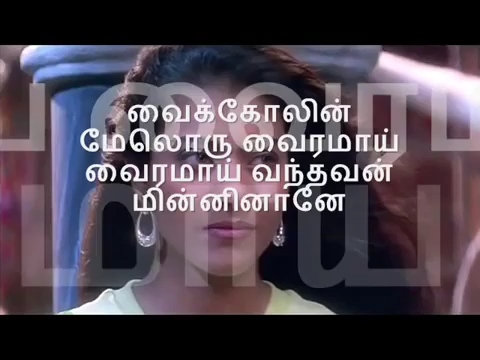 வைக்கோலின்
மேலொரு வைரமாய்
வைரமாய் வந்தவன்
மின்னினானே